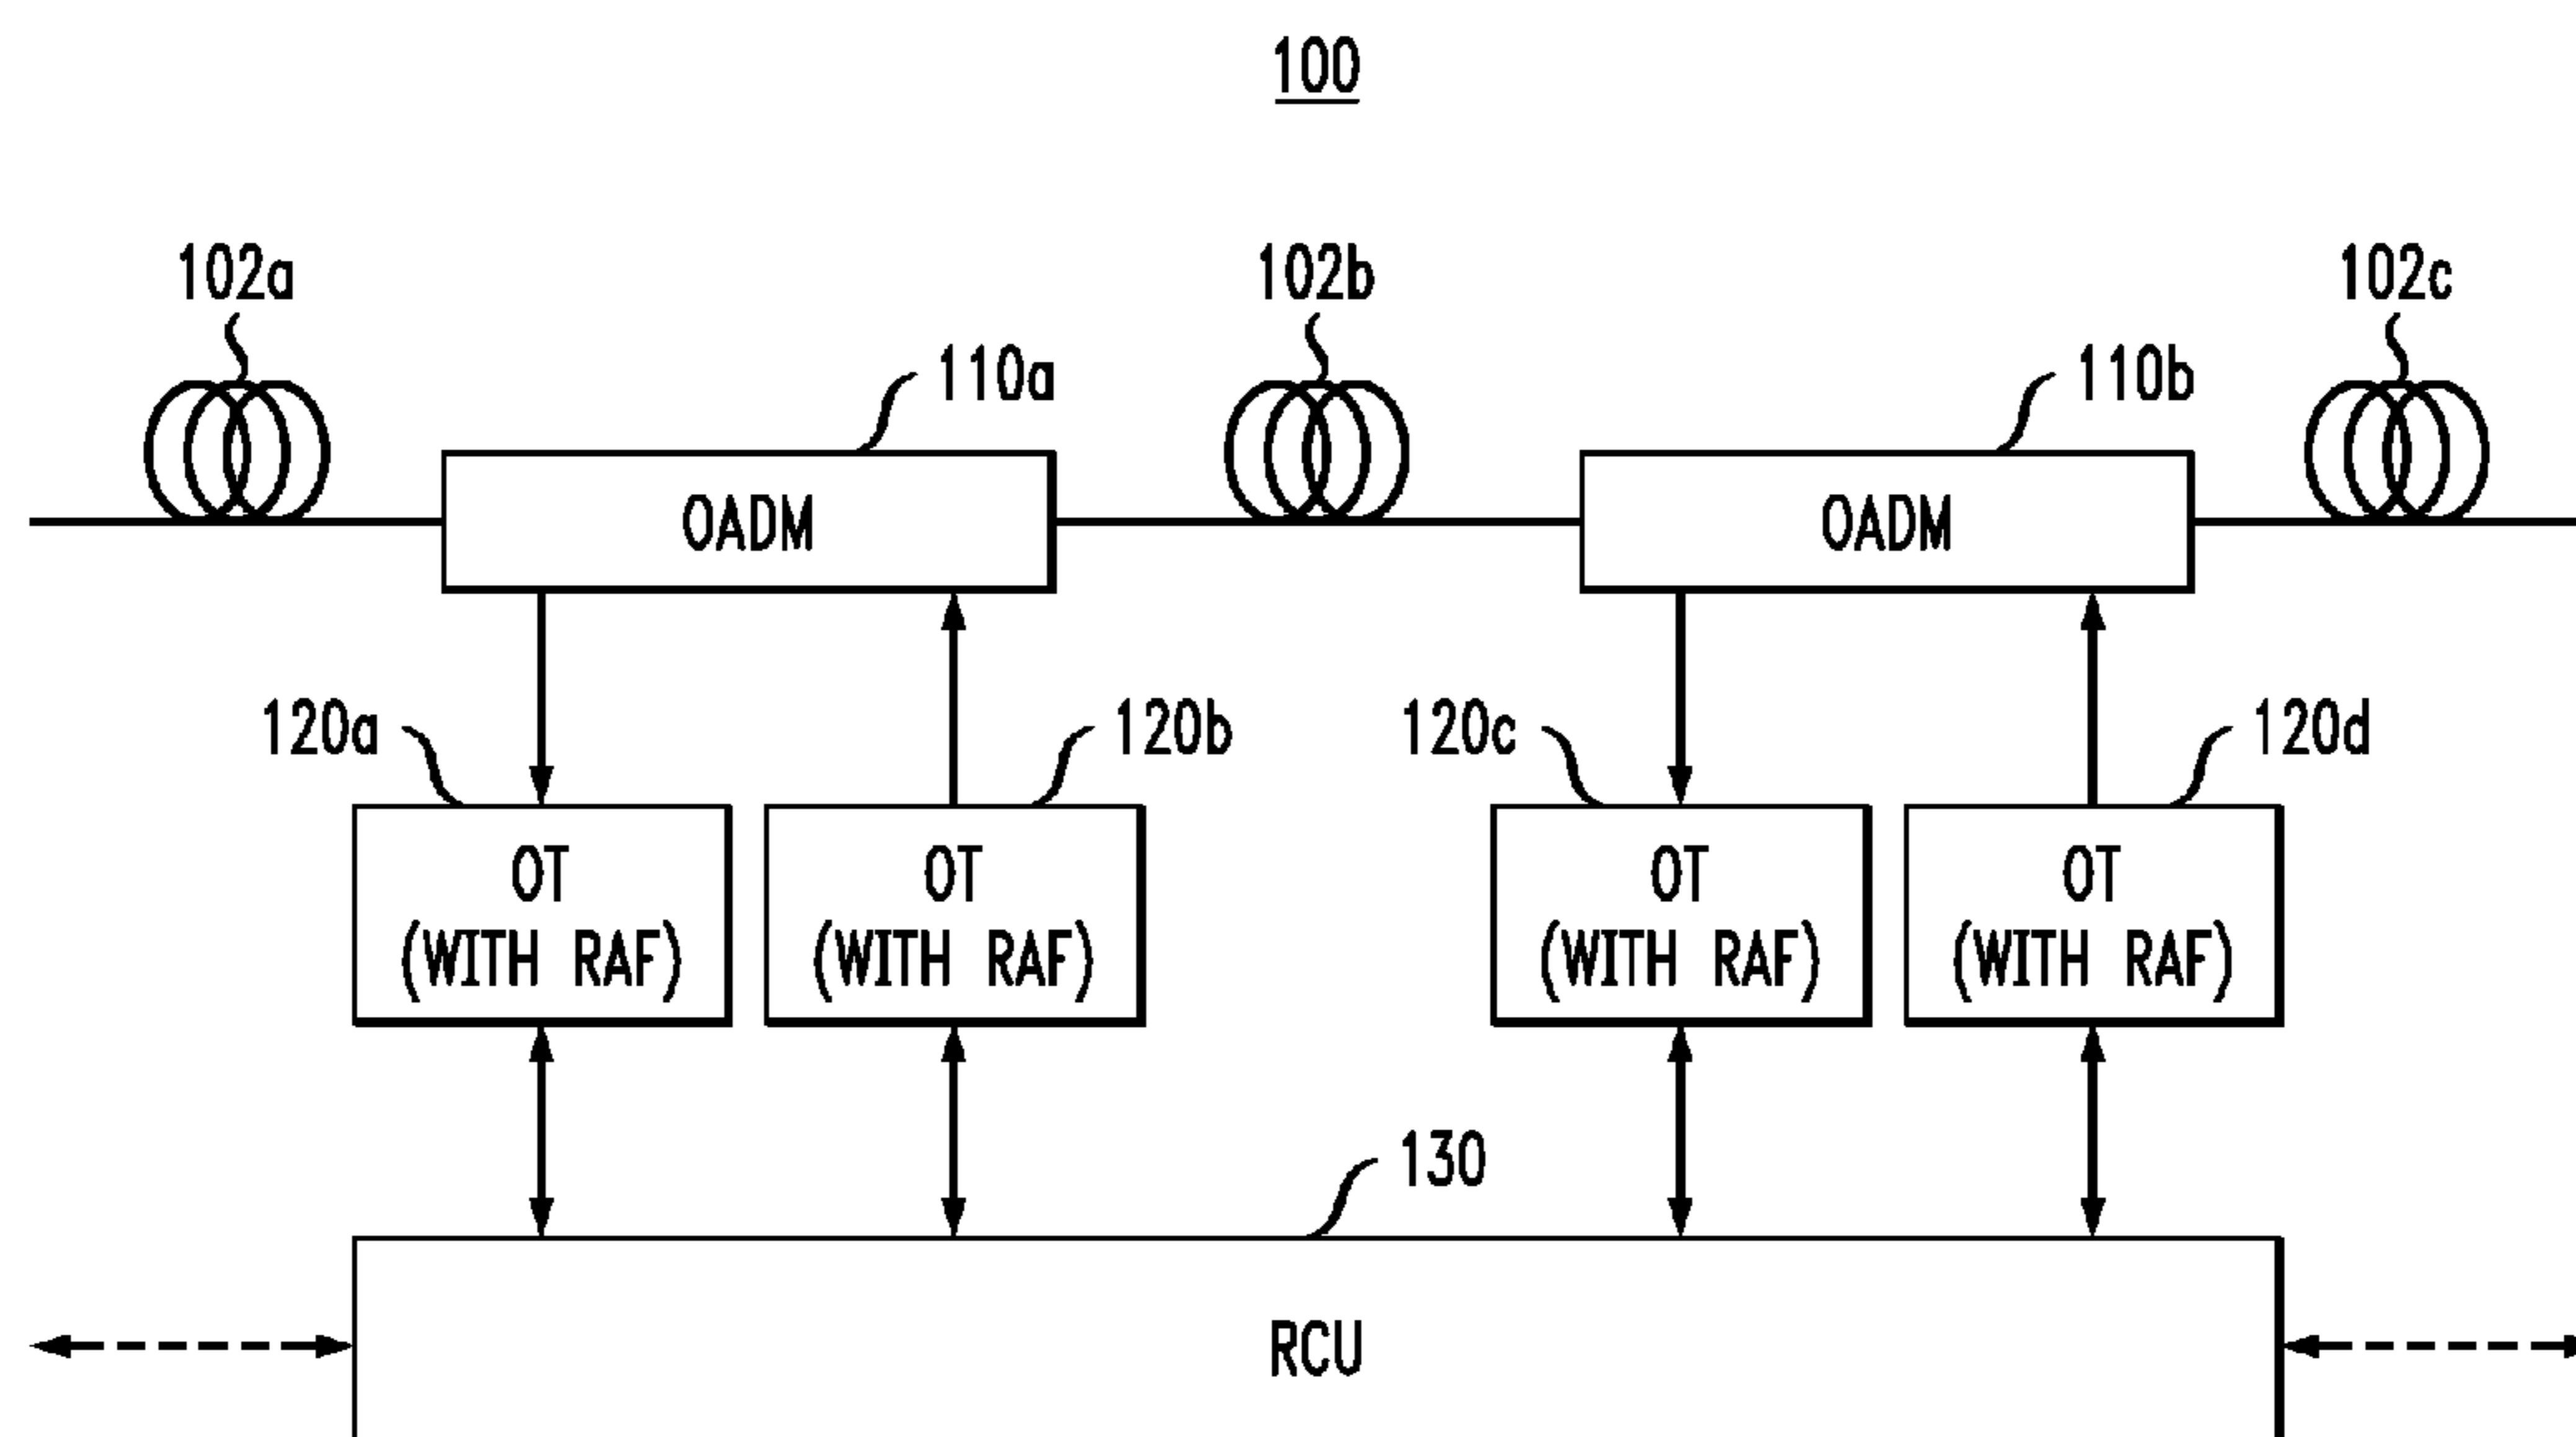 100
102a
102b
102c
110a
110b
OADM
OADM
120a
120b
120c
120d
OT
(WITH RAF)
OT
(WITH RAF)
OT
(WITH RAF)
OT
(WITH RAF)
130
RCU